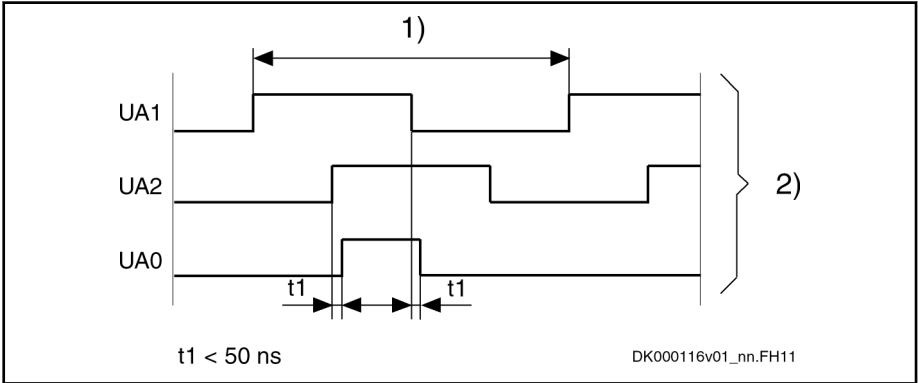 1)
UA1
UA2
2)
UA0
t1 t1
t1 < 50 ns
DK000116v01_nn.FH11